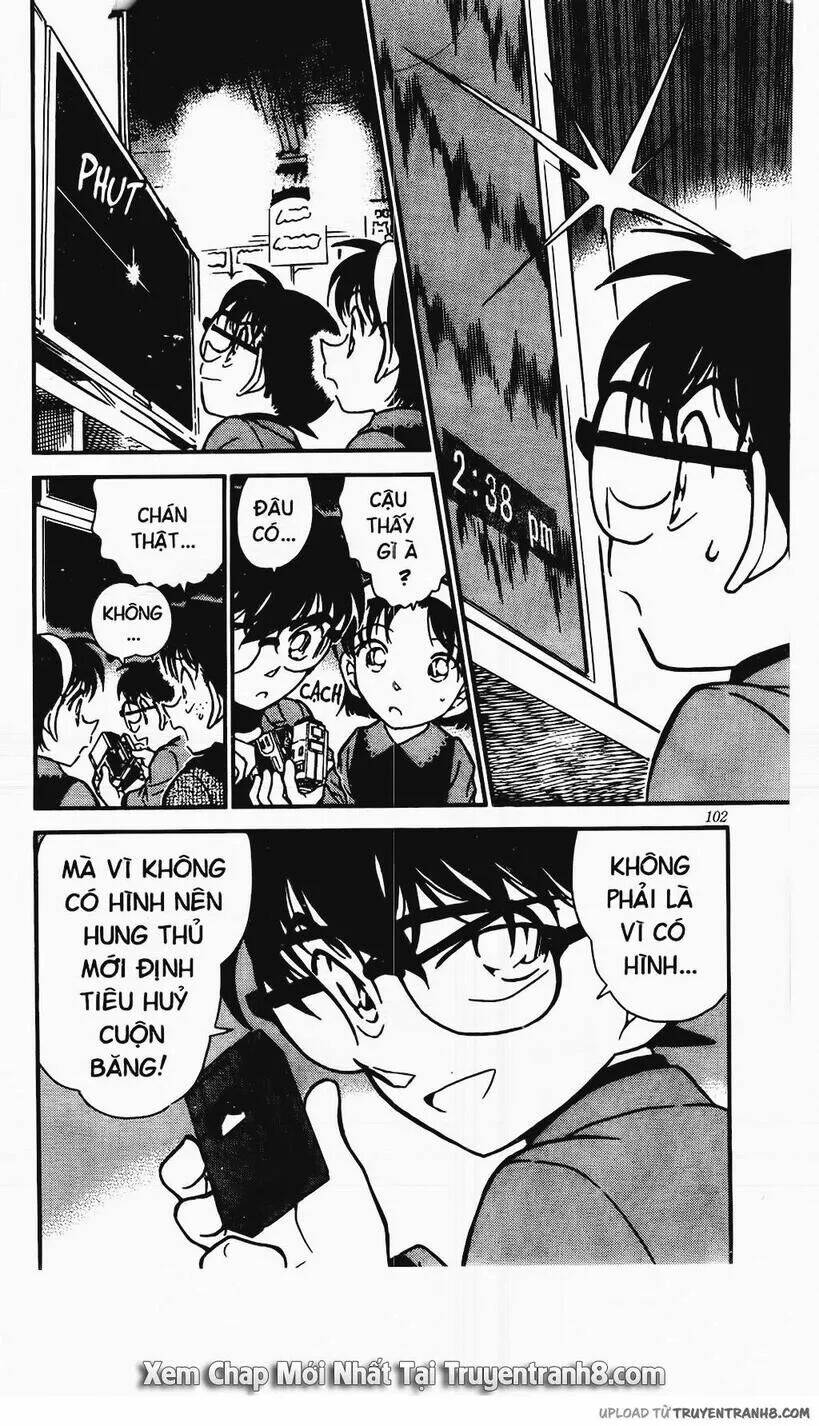 PHỤT
2:38 pm
CẬU
THẤY
GÌ À
?
ĐÂU
CÓ...
CẠCH
CHÁN
THẬT...
KHÔNG
...
102
KHÔNG
PHẢI LÀ
VÌ CÓ
HÌNH...
MÀ VÌ KHÔNG
CÓ HÌNH NÊN
HUNG THỦ
MỚI ĐỊNH
TIÊU HUỶ
CUỘN
BĂNG!
Xem Chap Mới Nhất Tại Truyentranh8.com
UPLOAD TỪ TRUYENTRANH8.COM